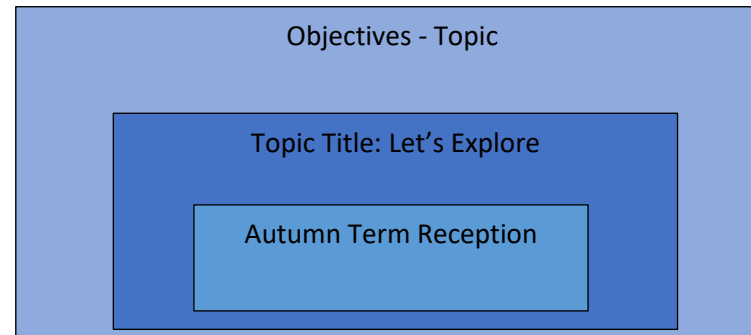 Objectives - Topic
Topic Title: Let’s Explore
Autumn Term Reception